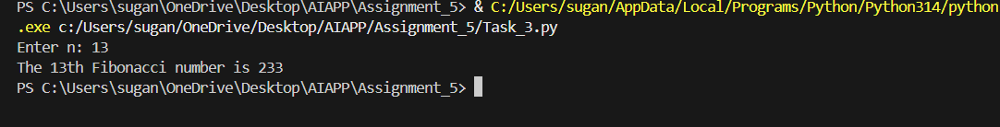 PS C:\Users\sugan\OneDrive\Desktop\AIAPP\Assignment_5> & C:/Users/sugan/AppData/Local/Programs/Python/Python314/python
.exe c:/Users/sugan/OneDrive/Desktop/AIAPP/Assignment_5/Task_3.py
Enter n: 13
The 13th Fibonacci number is 233
PS C:\Users\sugan\OneDrive\Desktop\AIAPP\Assignment_5>